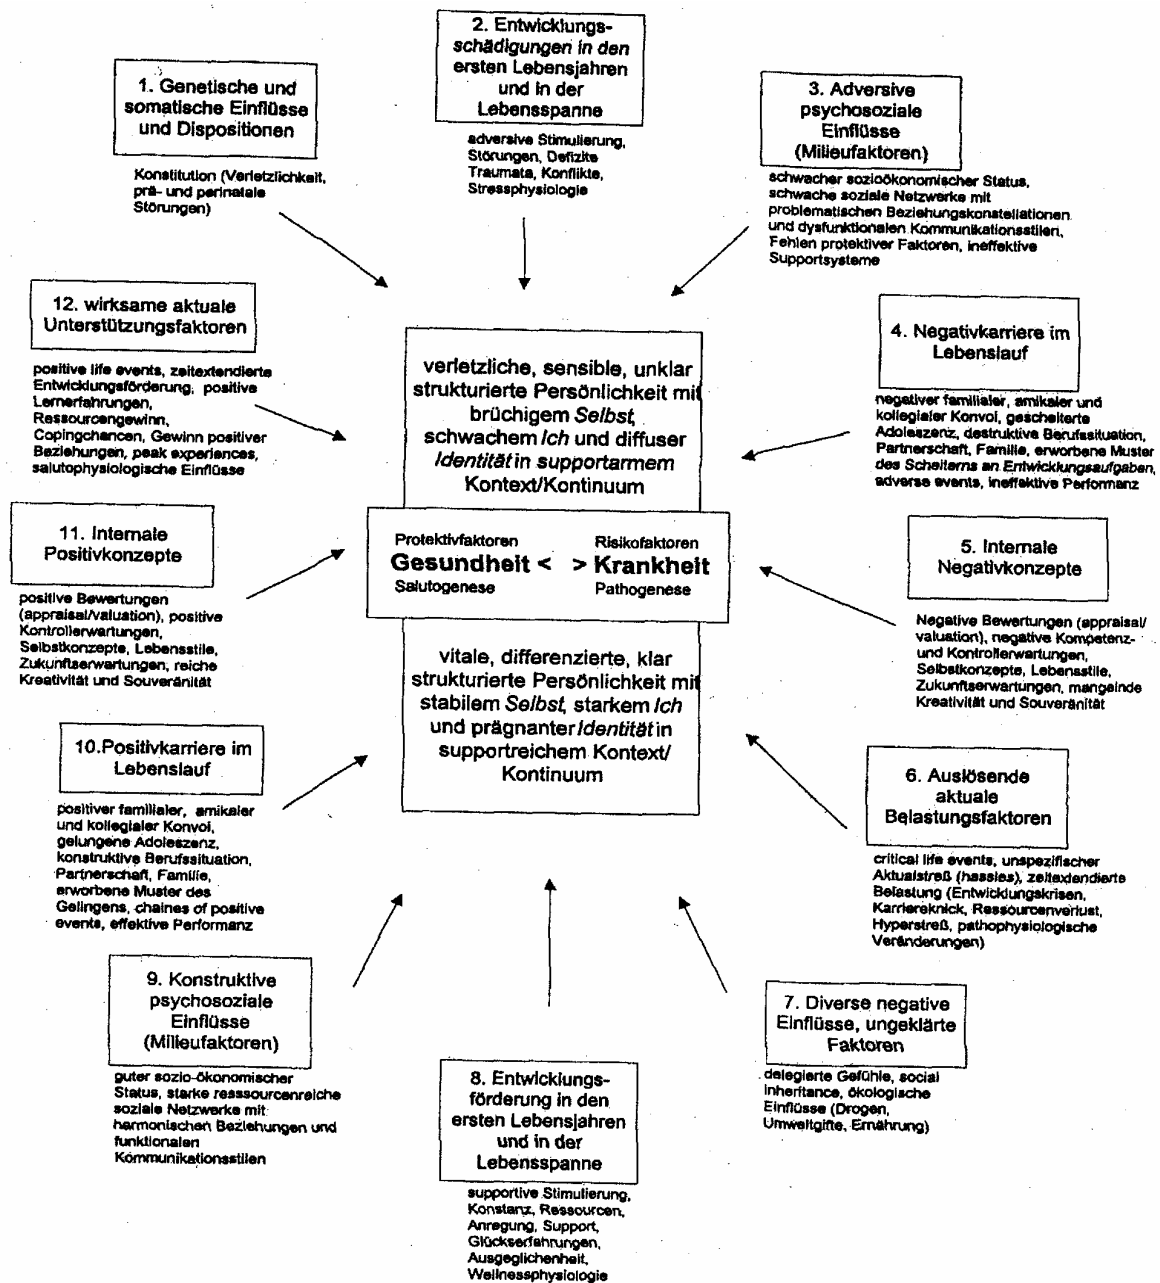 1. Genetische und
somatische Einflüsse
und Dispositionen
Konstitution (Verletzlichkeit,
prä- und perinatale
Störungen)
2. Entwicklungs-
schädigungen in den
ersten Lebensjahren
und in der
Lebensspanne
adversive Stimulierung,
Störungen, Defizite
Traumata, Konflikte,
Stressphysiologie
3. Adversive
psychosoziale
Einflüsse
(Milieufaktoren)
schwacher sozioökonomischer Status,
schwache soziale Netzwerke mit
problematischen Beziehungskonstellationen
und dysfunktionalen Kommunikationsstilen,
Fehlen protektiver Faktoren, ineffektive
Supportsysteme
4. Negativkarriere im
Lebenslauf
negativer familialer, amikaler und
kollegialer Konvoi, gescheiterte
Adoleszenz, destruktive Berufssituation,
Partnerschaft, Familie, erworbene Muster
des Scheiterns an Entwicklungsaufgaben,
adverse events, ineffektive Performanz
5. Internale
Negativkonzepte
Negative Bewertungen (appraisal/
valuation), negative Kompetenz-
und Kontrollerwartungen,
Selbstkonzepte, Lebensstile,
Zukunftserwartungen, mangelnde
Kreativität und Souveränität
6. Auslösende
aktuale
Belastungsfaktoren
critical life events, unspezifischer
Aktualstreß (hassles), zeitextendierte
Belastung (Entwicklungskrisen,
Karriereknick, Ressourcenverlust,
Hyperstreß, pathophysiologische
Veränderungen)
7. Diverse negative
Einflüsse, ungeklärte
Faktoren
delegierte Gefühle, social
inheritance, ökologische
Einflüsse (Drogen,
Umweltgifte, Ernährung)
8. Entwicklungs-
förderung in den
ersten Lebensjahren
und in der
Lebensspanne
supportive Stimulierung,
Konstanz, Ressourcen,
Anregung, Support,
Glückserfahrungen,
Ausgeglichenheit,
Wellnessphysiologie
9. Konstruktive
psychosoziale
Einflüsse
(Milieufaktoren)
guter sozio-ökonomischer
Status, starke resssourcenreiche
soziale Netzwerke mit
harmonischen Beziehungen und
funktionalen
Kommunikationsstilen
10.Positivkarriere im
Lebenslauf
positiver familialer, amikaler
und kollegialer Konvoi,
gelungene Adoleszenz,
konstruktive Berufssituation,
Partnerschaft, Familie,
erworbene Muster des
Gelingens, chaines of positive
events, effektive Performanz
11. Internale
Positivkonzepte
positive Bewertungen
(appraisal/valuation), positive
Kontrollerwartungen,
Selbstkonzepte, Lebensstile,
Zukunftserwartungen, reiche
Kreativität und Souveränität
12. wirksame aktuale
Unterstützungsfaktoren
positive life events, zeitextendierte
Entwicklungsförderung, positive
Lernerfahrungen,
Ressourcengewinn,
Copingchancen, Gewinn positiver
Beziehungen, peak experiences,
salutophysiologische Einflüsse
verletzliche, sensible, unklar
strukturierte Persönlichkeit mit
brüchigem Selbst,
schwachem Ich und diffuser
Identität in supportarmem
Kontext/Kontinuum
Protektivfaktoren Risikofaktoren
Gesundheit < > Krankheit
Salutogenese Pathogenese
vitale, differenzierte, klar
strukturierte Persönlichkeit mit
stabilem Selbst, starkem Ich
und prägnanter Identität in
supportreichem Kontext/
Kontinuum